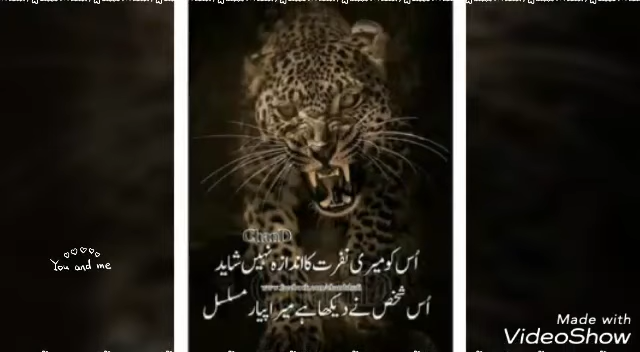 ChanD
اُس کو میری نفرت کا اندازہ نہیں شاید
اُس شخص نے دیکھا ہے میرا پیار مسلسل
You and me
Made with
VideoShow